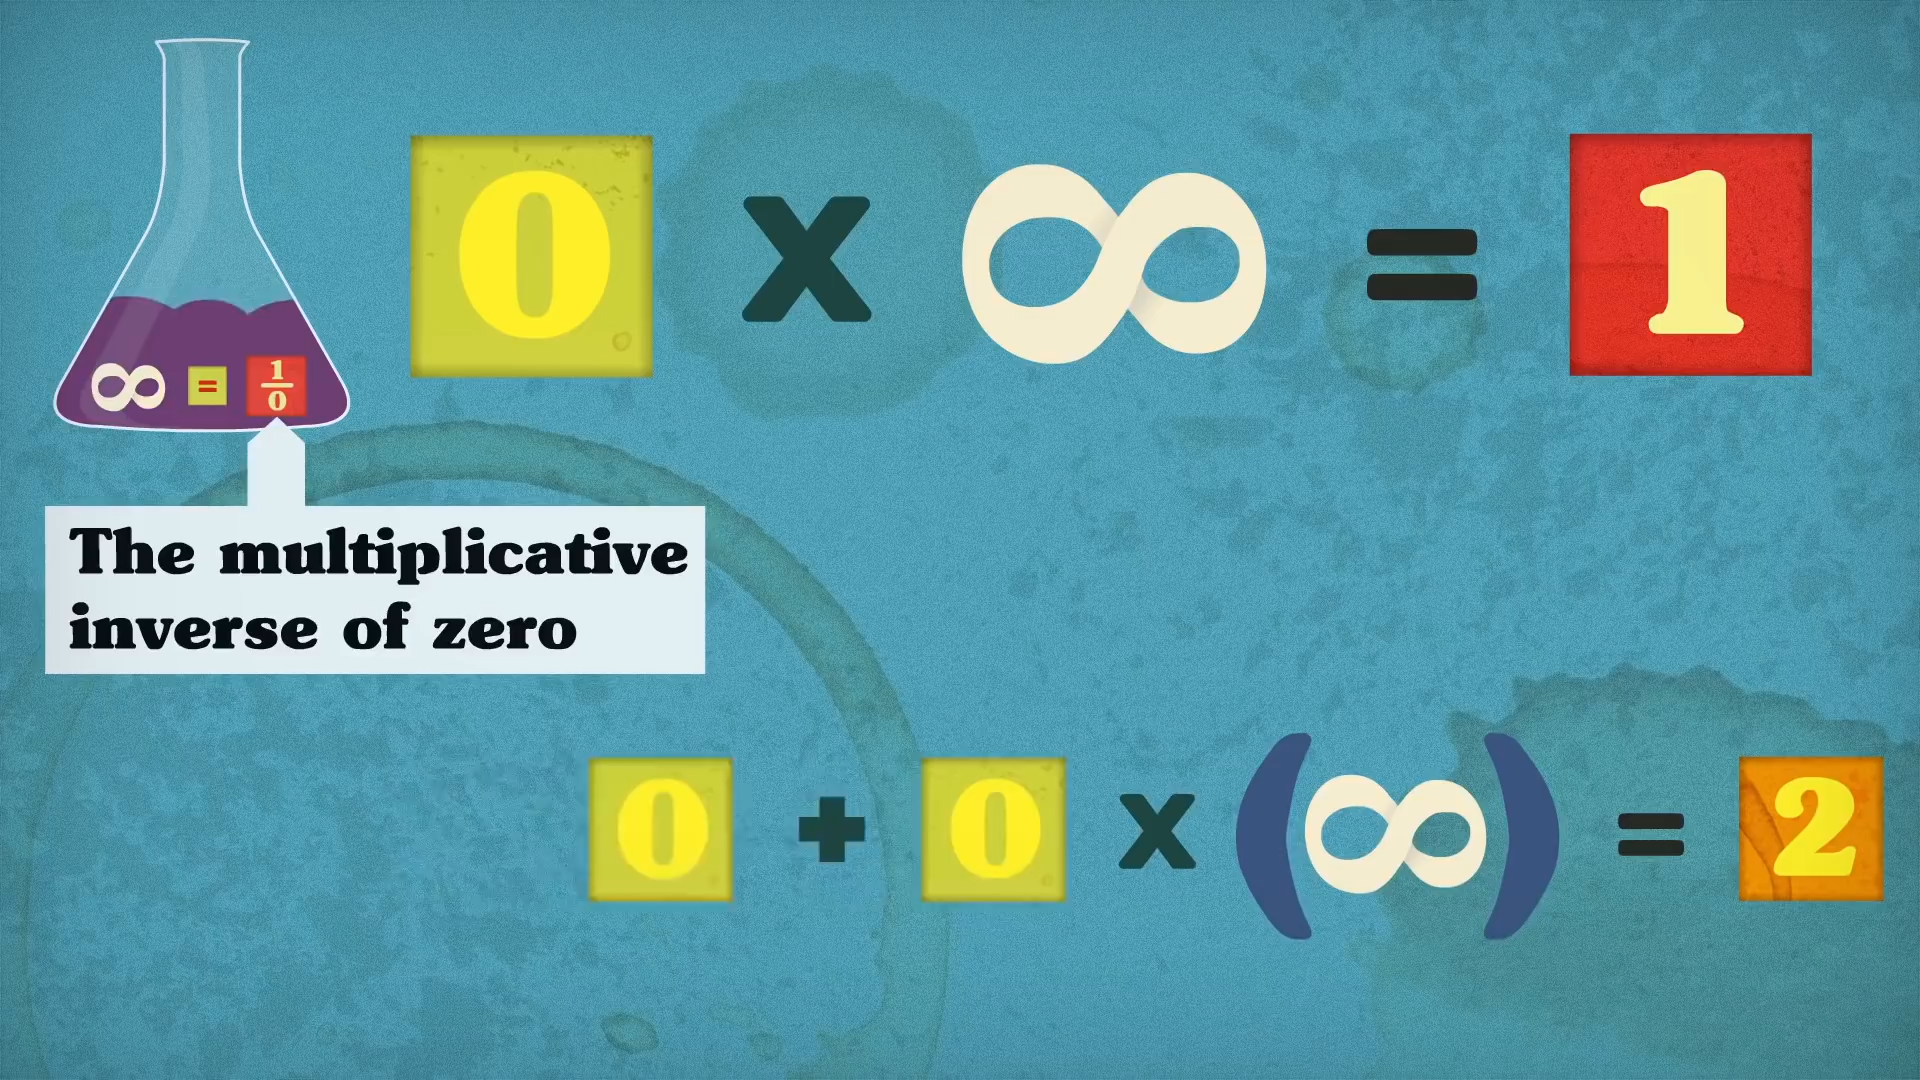 0 x ∞ = 1
∞ = 1/0
The multiplicative
inverse of zero
0 + 0 x (∞) = 2